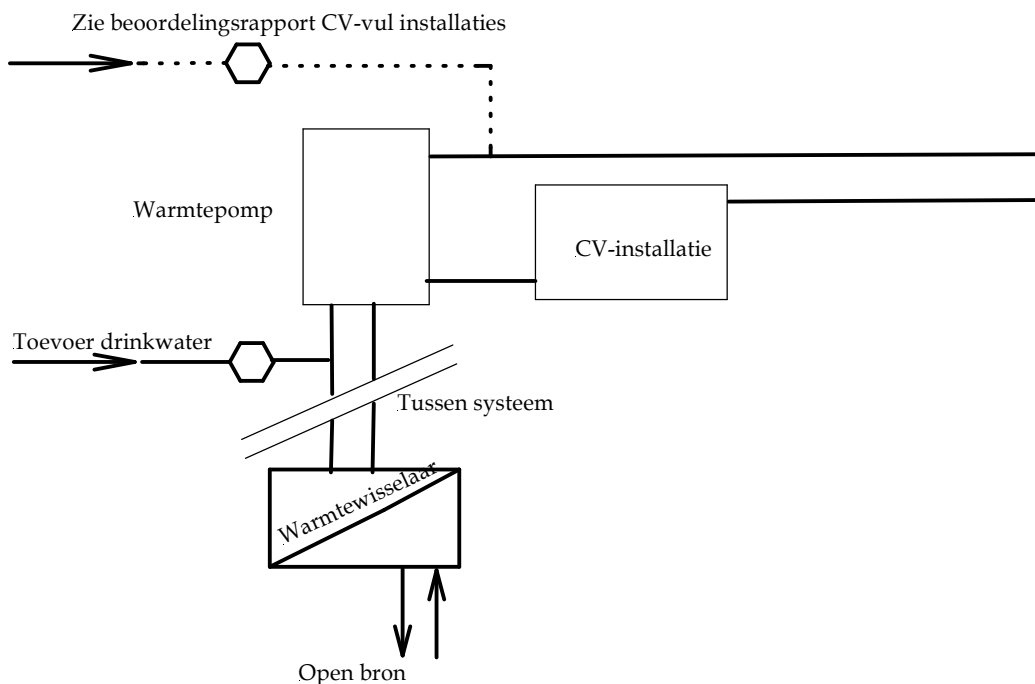 Zie beoordelingsrapport CV-vul installaties
Warmtepomp
CV-installatie
Toevoer drinkwater
Tussen systeem
Warmtewisselaar
Open bron